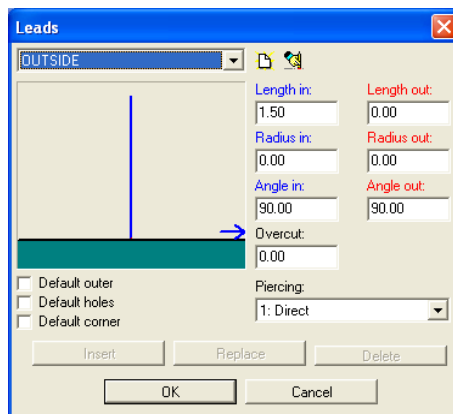 Leads
OUTSIDE
Length in: Length out:
1.50 0.00
Radius in: Radius out:
0.00 0.00
Angle in: Angle out:
90.00 90.00
Overcut:
0.00
Default outer
Default holes
Default corner
Piercing:
1: Direct
Insert Replace Delete
OK Cancel